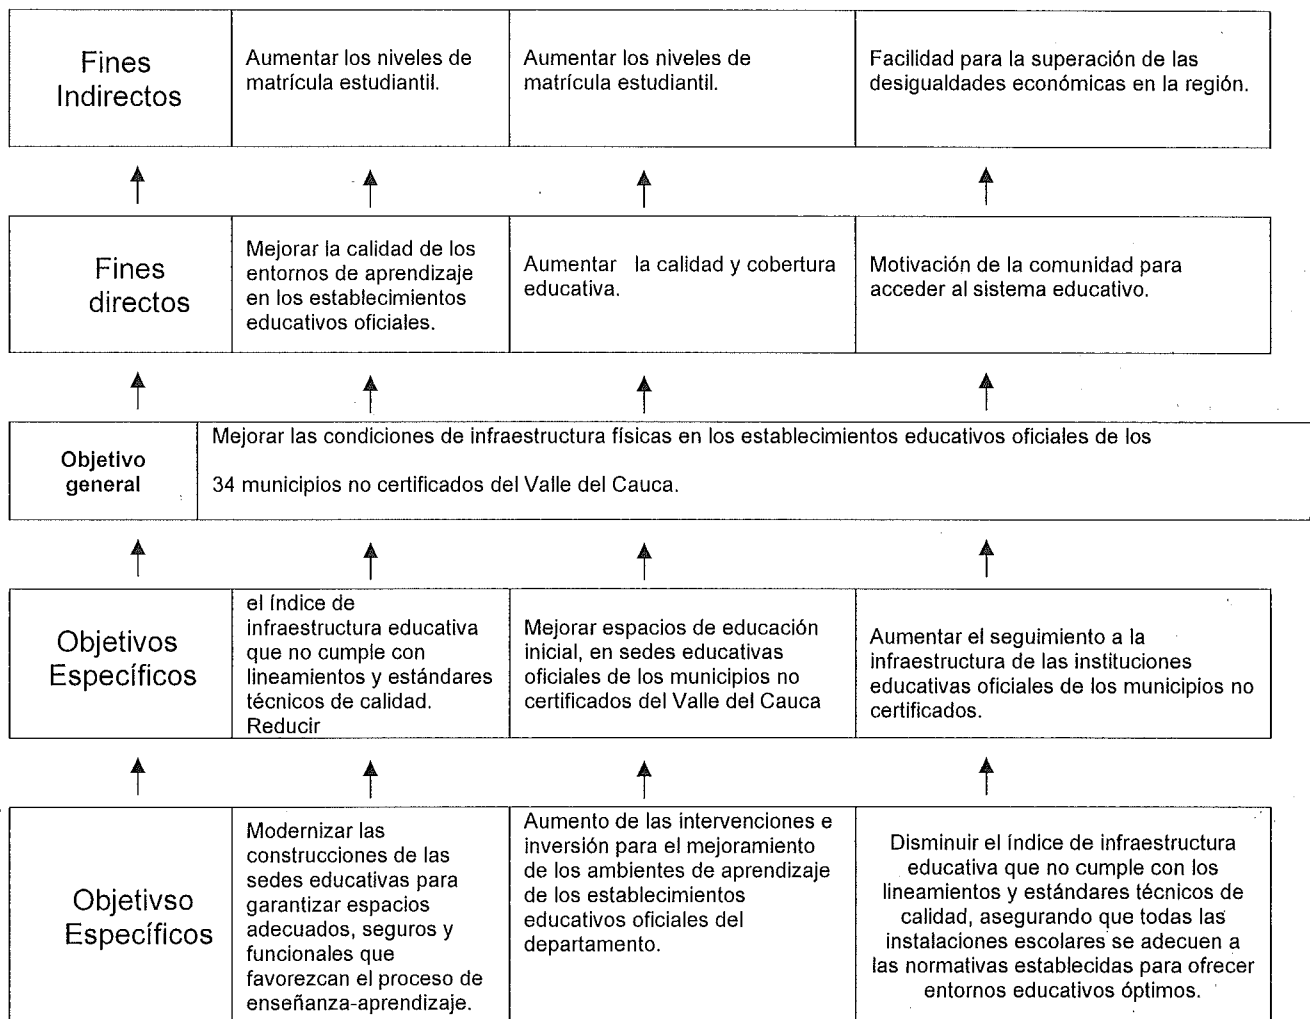 Fines
Indirectos
Aumentar los niveles de
matrícula estudiantil.
Aumentar los niveles de
matrícula estudiantil.
Facilidad para la superación de las
desigualdades económicas en la región.
Fines
directos
Mejorar la calidad de los
entornos de aprendizaje
en los establecimientos
educativos oficiales.
Aumentar la calidad y cobertura
educativa.
Motivación de la comunidad para
acceder al sistema educativo.
Objetivo
general
Mejorar las condiciones de infraestructura físicas en los establecimientos educativos oficiales de los
34 municipios no certificados del Valle del Cauca.
Objetivos
Específicos
el índice de
infraestructura educativa
que no cumple con
lineamientos y estándares
técnicos de calidad.
Reducir
Mejorar espacios de educación
inicial, en sedes educativas
oficiales de los municipios no
certificados del Valle del Cauca
Aumentar el seguimiento a la
infraestructura de las instituciones
educativas oficiales de los municipios no
certificados.
Objetivso
Específicos
Modernizar las
construcciones de las
sedes educativas para
garantizar espacios
adecuados, seguros y
funcionales que
favorezcan el proceso de
enseñanza-aprendizaje.
Aumento de las intervenciones e
inversión para el mejoramiento
de los ambientes de aprendizaje
de los establecimientos
educativos oficiales del
departamento.
Disminuir el índice de infraestructura
educativa que no cumple con los
lineamientos y estándares técnicos de
calidad, asegurando que todas las
instalaciones escolares se adecuen a
las normativas establecidas para ofrecer
entornos educativos óptimos.